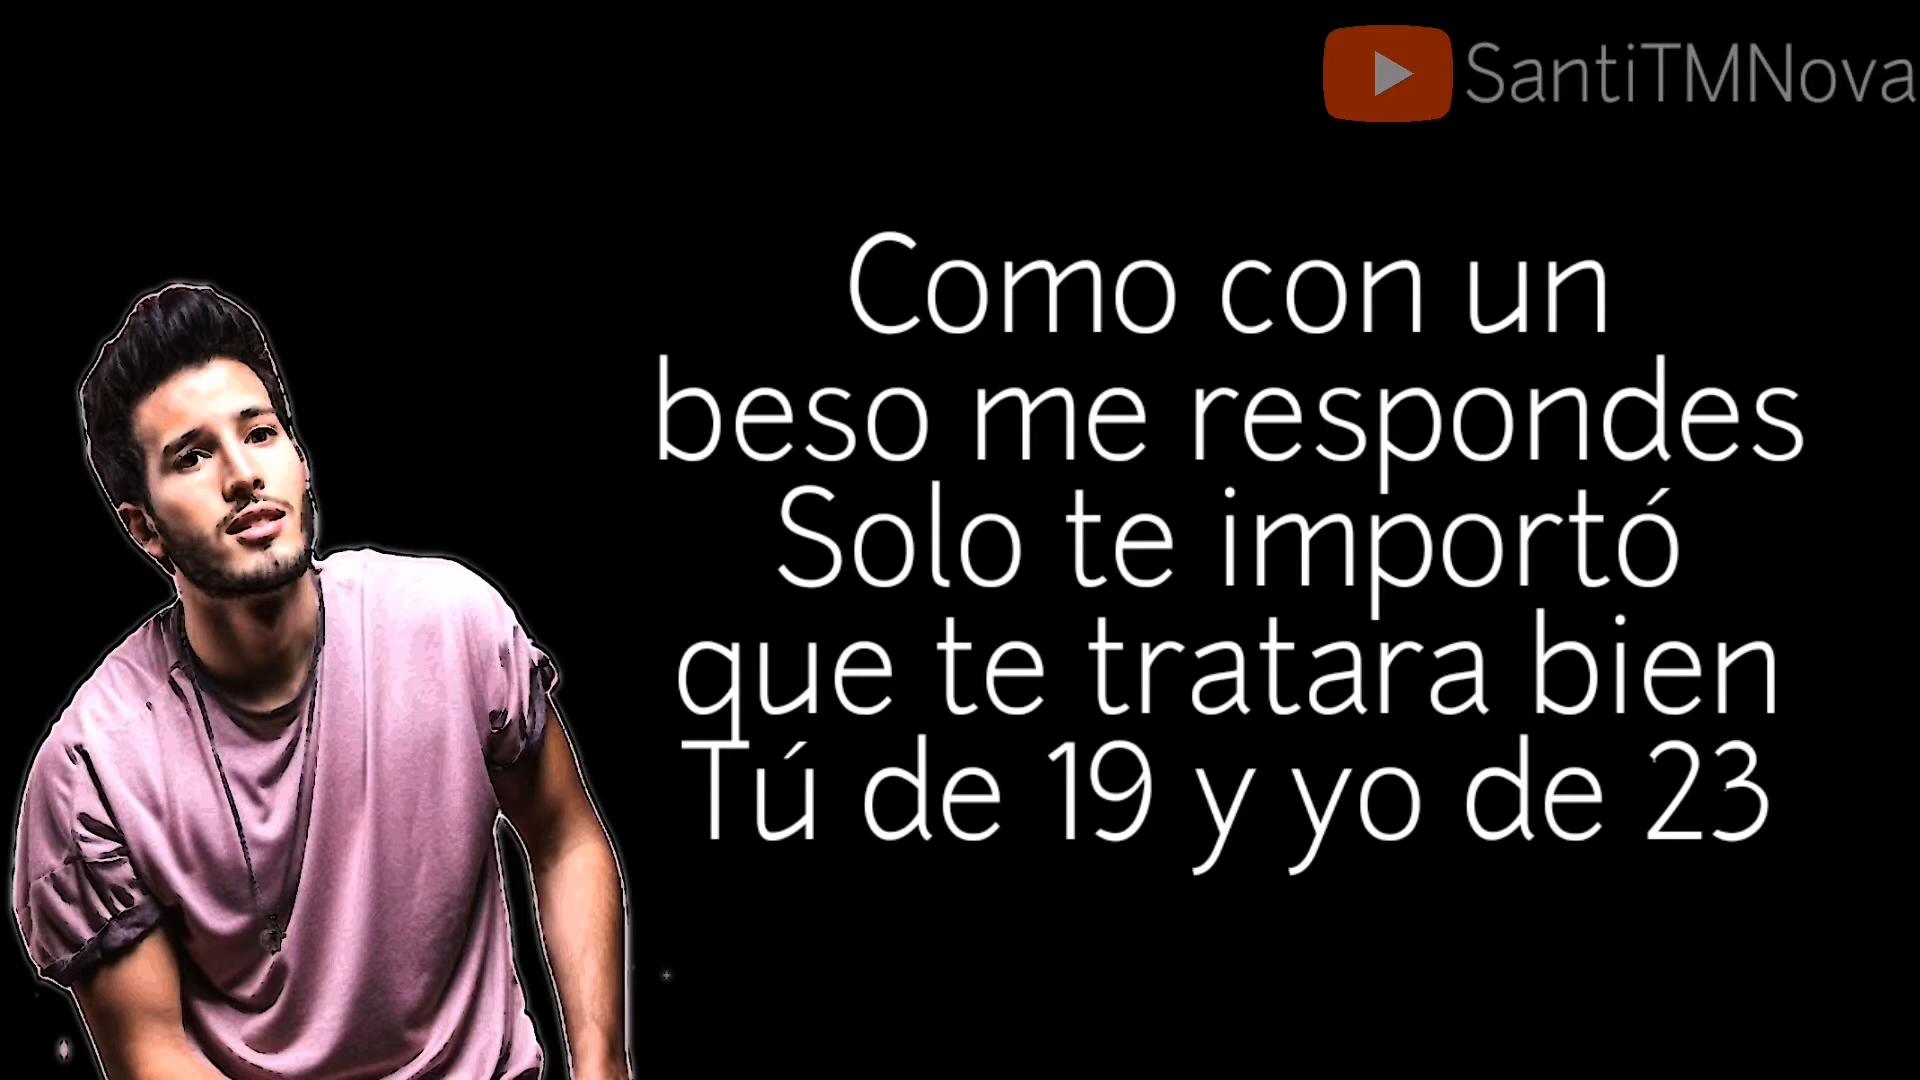 SantiTMNova
Como con un
beso me respondes
Solo te importó
que te tratara bien
Tú de 19 y yo de 23